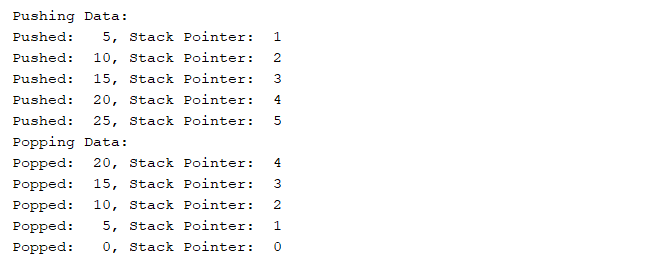 Pushing Data:
Pushed:   5, Stack Pointer:  1
Pushed:  10, Stack Pointer:  2
Pushed:  15, Stack Pointer:  3
Pushed:  20, Stack Pointer:  4
Pushed:  25, Stack Pointer:  5
Popping Data:
Popped:  20, Stack Pointer:  4
Popped:  15, Stack Pointer:  3
Popped:  10, Stack Pointer:  2
Popped:   5, Stack Pointer:  1
Popped:   0, Stack Pointer:  0